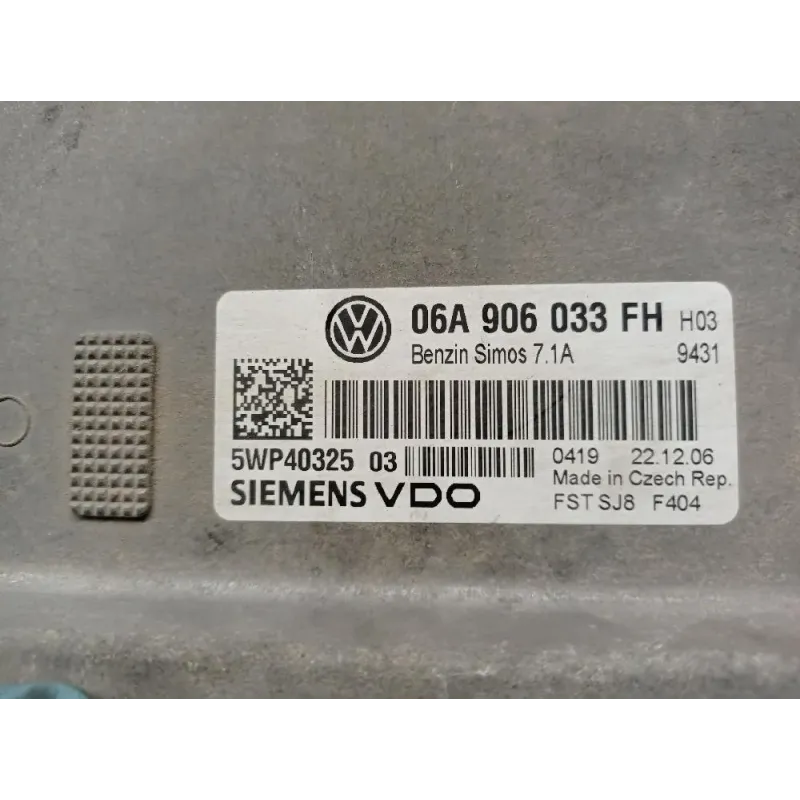 06A 906 033 FH H03
Benzin Simos 7.1A 9431
5WP40325 03 0419 22.12.06
Made in Czech Rep.
SIEMENS VDO FST SJ8 F404